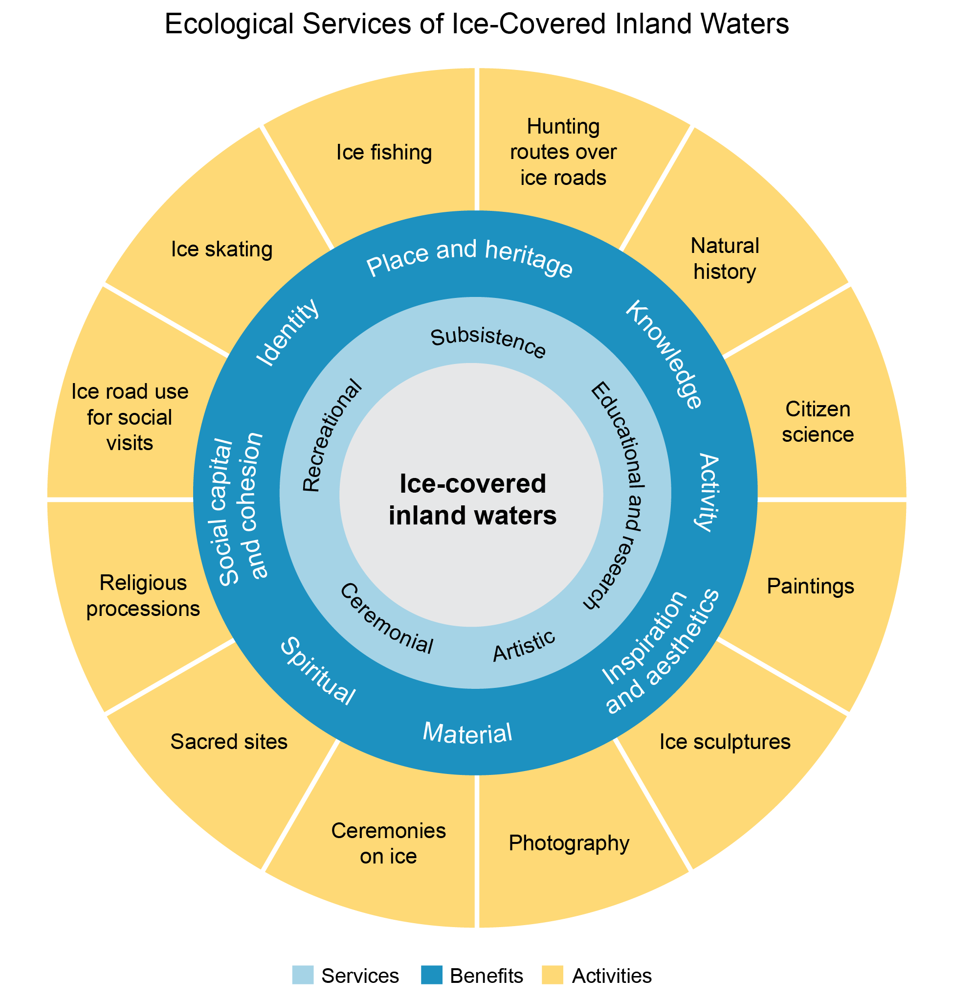 Ecological Services of Ice-Covered Inland Waters
Ice fishing
Hunting
routes over
ice roads
Natural
history
Citizen
science
Paintings
Ice sculptures
Photography
Ceremonies
on ice
Sacred sites
Religious
processions
Ice road use
for social
visits
Ice skating
Place and heritage
Knowledge
Activity
Inspiration
and aesthetics
Material
Spiritual
Social capital
and cohesion
Identity
Subsistence
Educational and research
Artistic
Ceremonial
Recreational
Ice-covered
inland waters
Services
Benefits
Activities